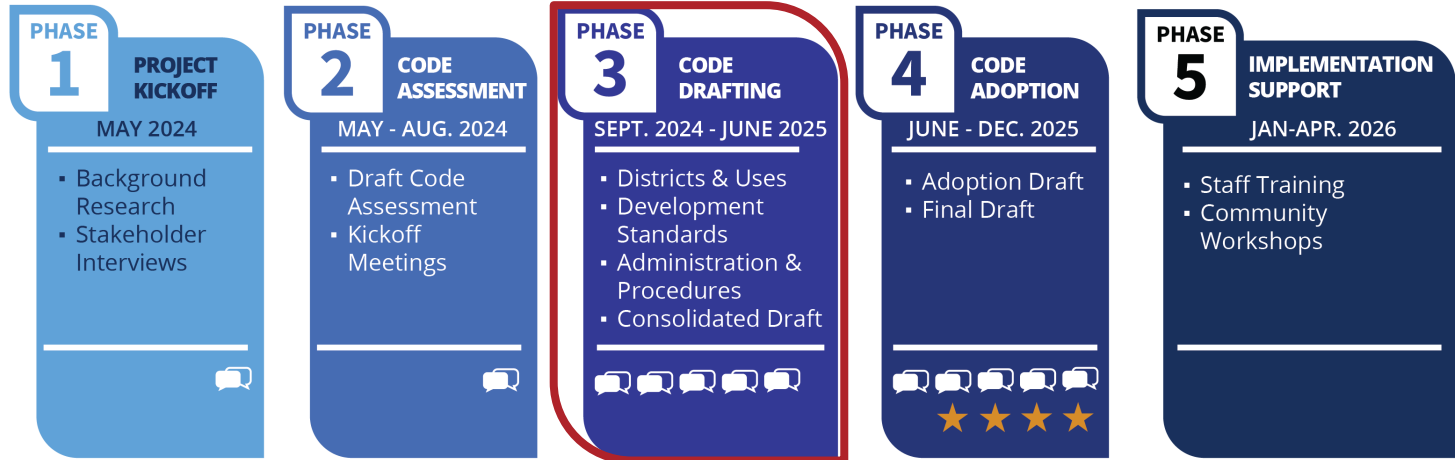 PHASE
1
PROJECT
KICKOFF
MAY 2024
▪ Background
Research
▪ Stakeholder
Interviews
PHASE
2
CODE
ASSESSMENT
MAY - AUG. 2024
▪ Draft Code
Assessment
▪ Kickoff
Meetings
PHASE
3
CODE
DRAFTING
SEPT. 2024 - JUNE 2025
▪ Districts & Uses
▪ Development
Standards
▪ Administration &
Procedures
▪ Consolidated Draft
PHASE
4
CODE
ADOPTION
JUNE - DEC. 2025
▪ Adoption Draft
▪ Final Draft
PHASE
5
IMPLEMENTATION
SUPPORT
JAN-APR. 2026
▪ Staff Training
▪ Community
Workshops